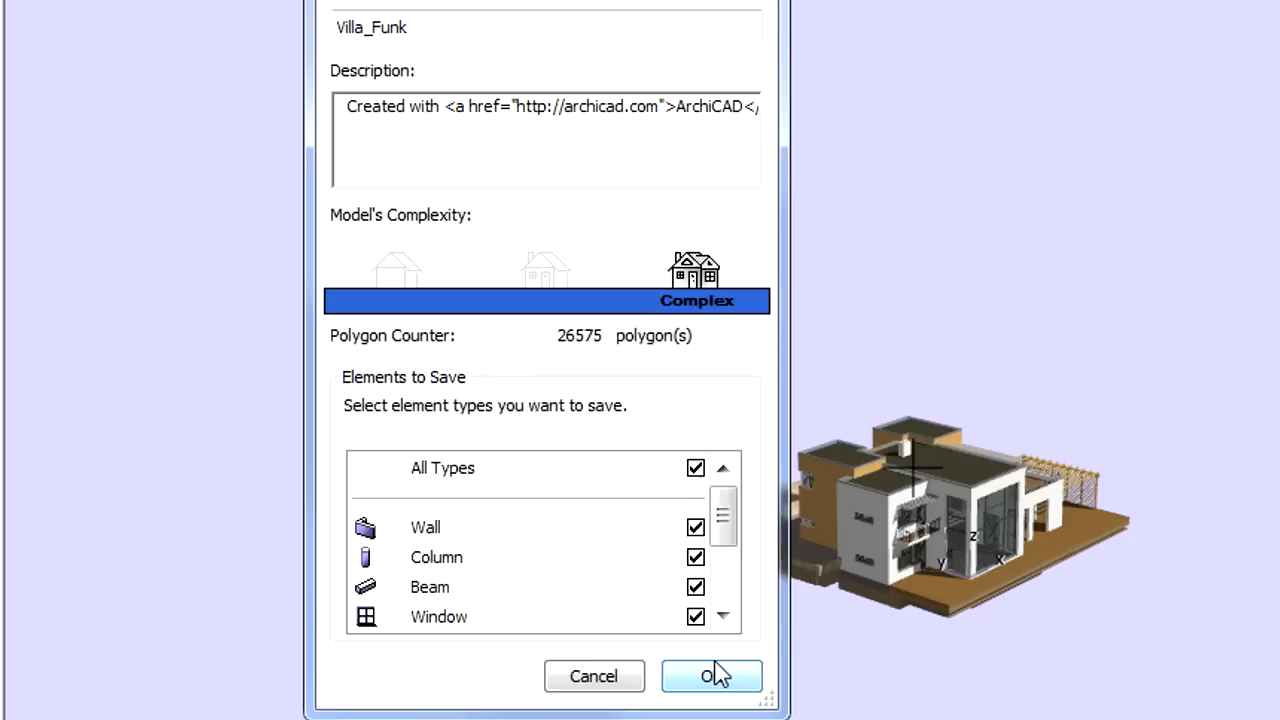 Villa_Funk
Description:
Created with <a href="http://archicad.com">ArchiCAD</
Model's Complexity:
Complex
Polygon Counter: 26575 polygon(s)
Elements to Save
Select element types you want to save.
All Types
Wall
Column
Beam
Window
Cancel
z
y
x